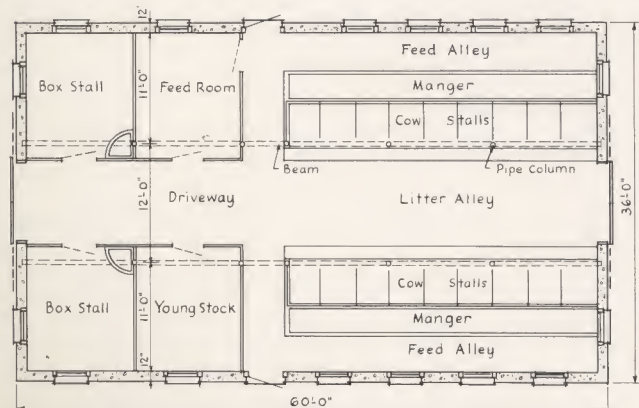 12"
Feed Alley
Box Stall
11'-0"
Feed Room
Manger
Cow Stalls
Beam
Pipe Column
12'-0"
Driveway
Litter Alley
36'-0"
Cow Stalls
Box Stall
11'-0"
Young Stock
Manger
Feed Alley
12"
60'-0"